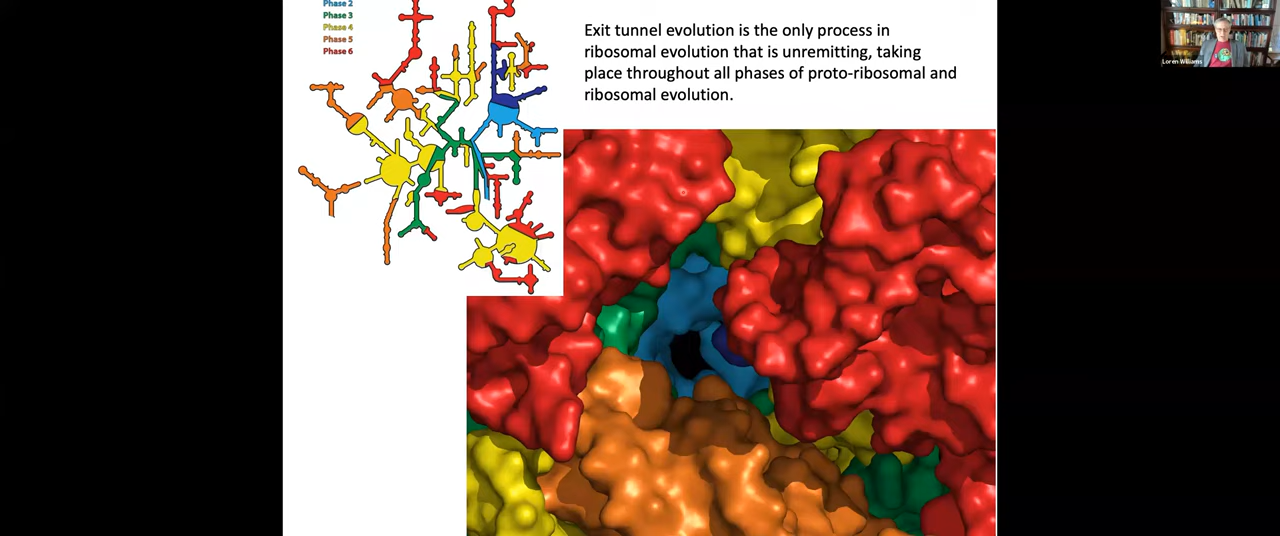 Phase 2
Phase 3
Phase 4
Phase 5
Phase 6
Exit tunnel evolution is the only process in
ribosomal evolution that is unremitting, taking
place throughout all phases of proto-ribosomal and
ribosomal evolution.
Loren Williams